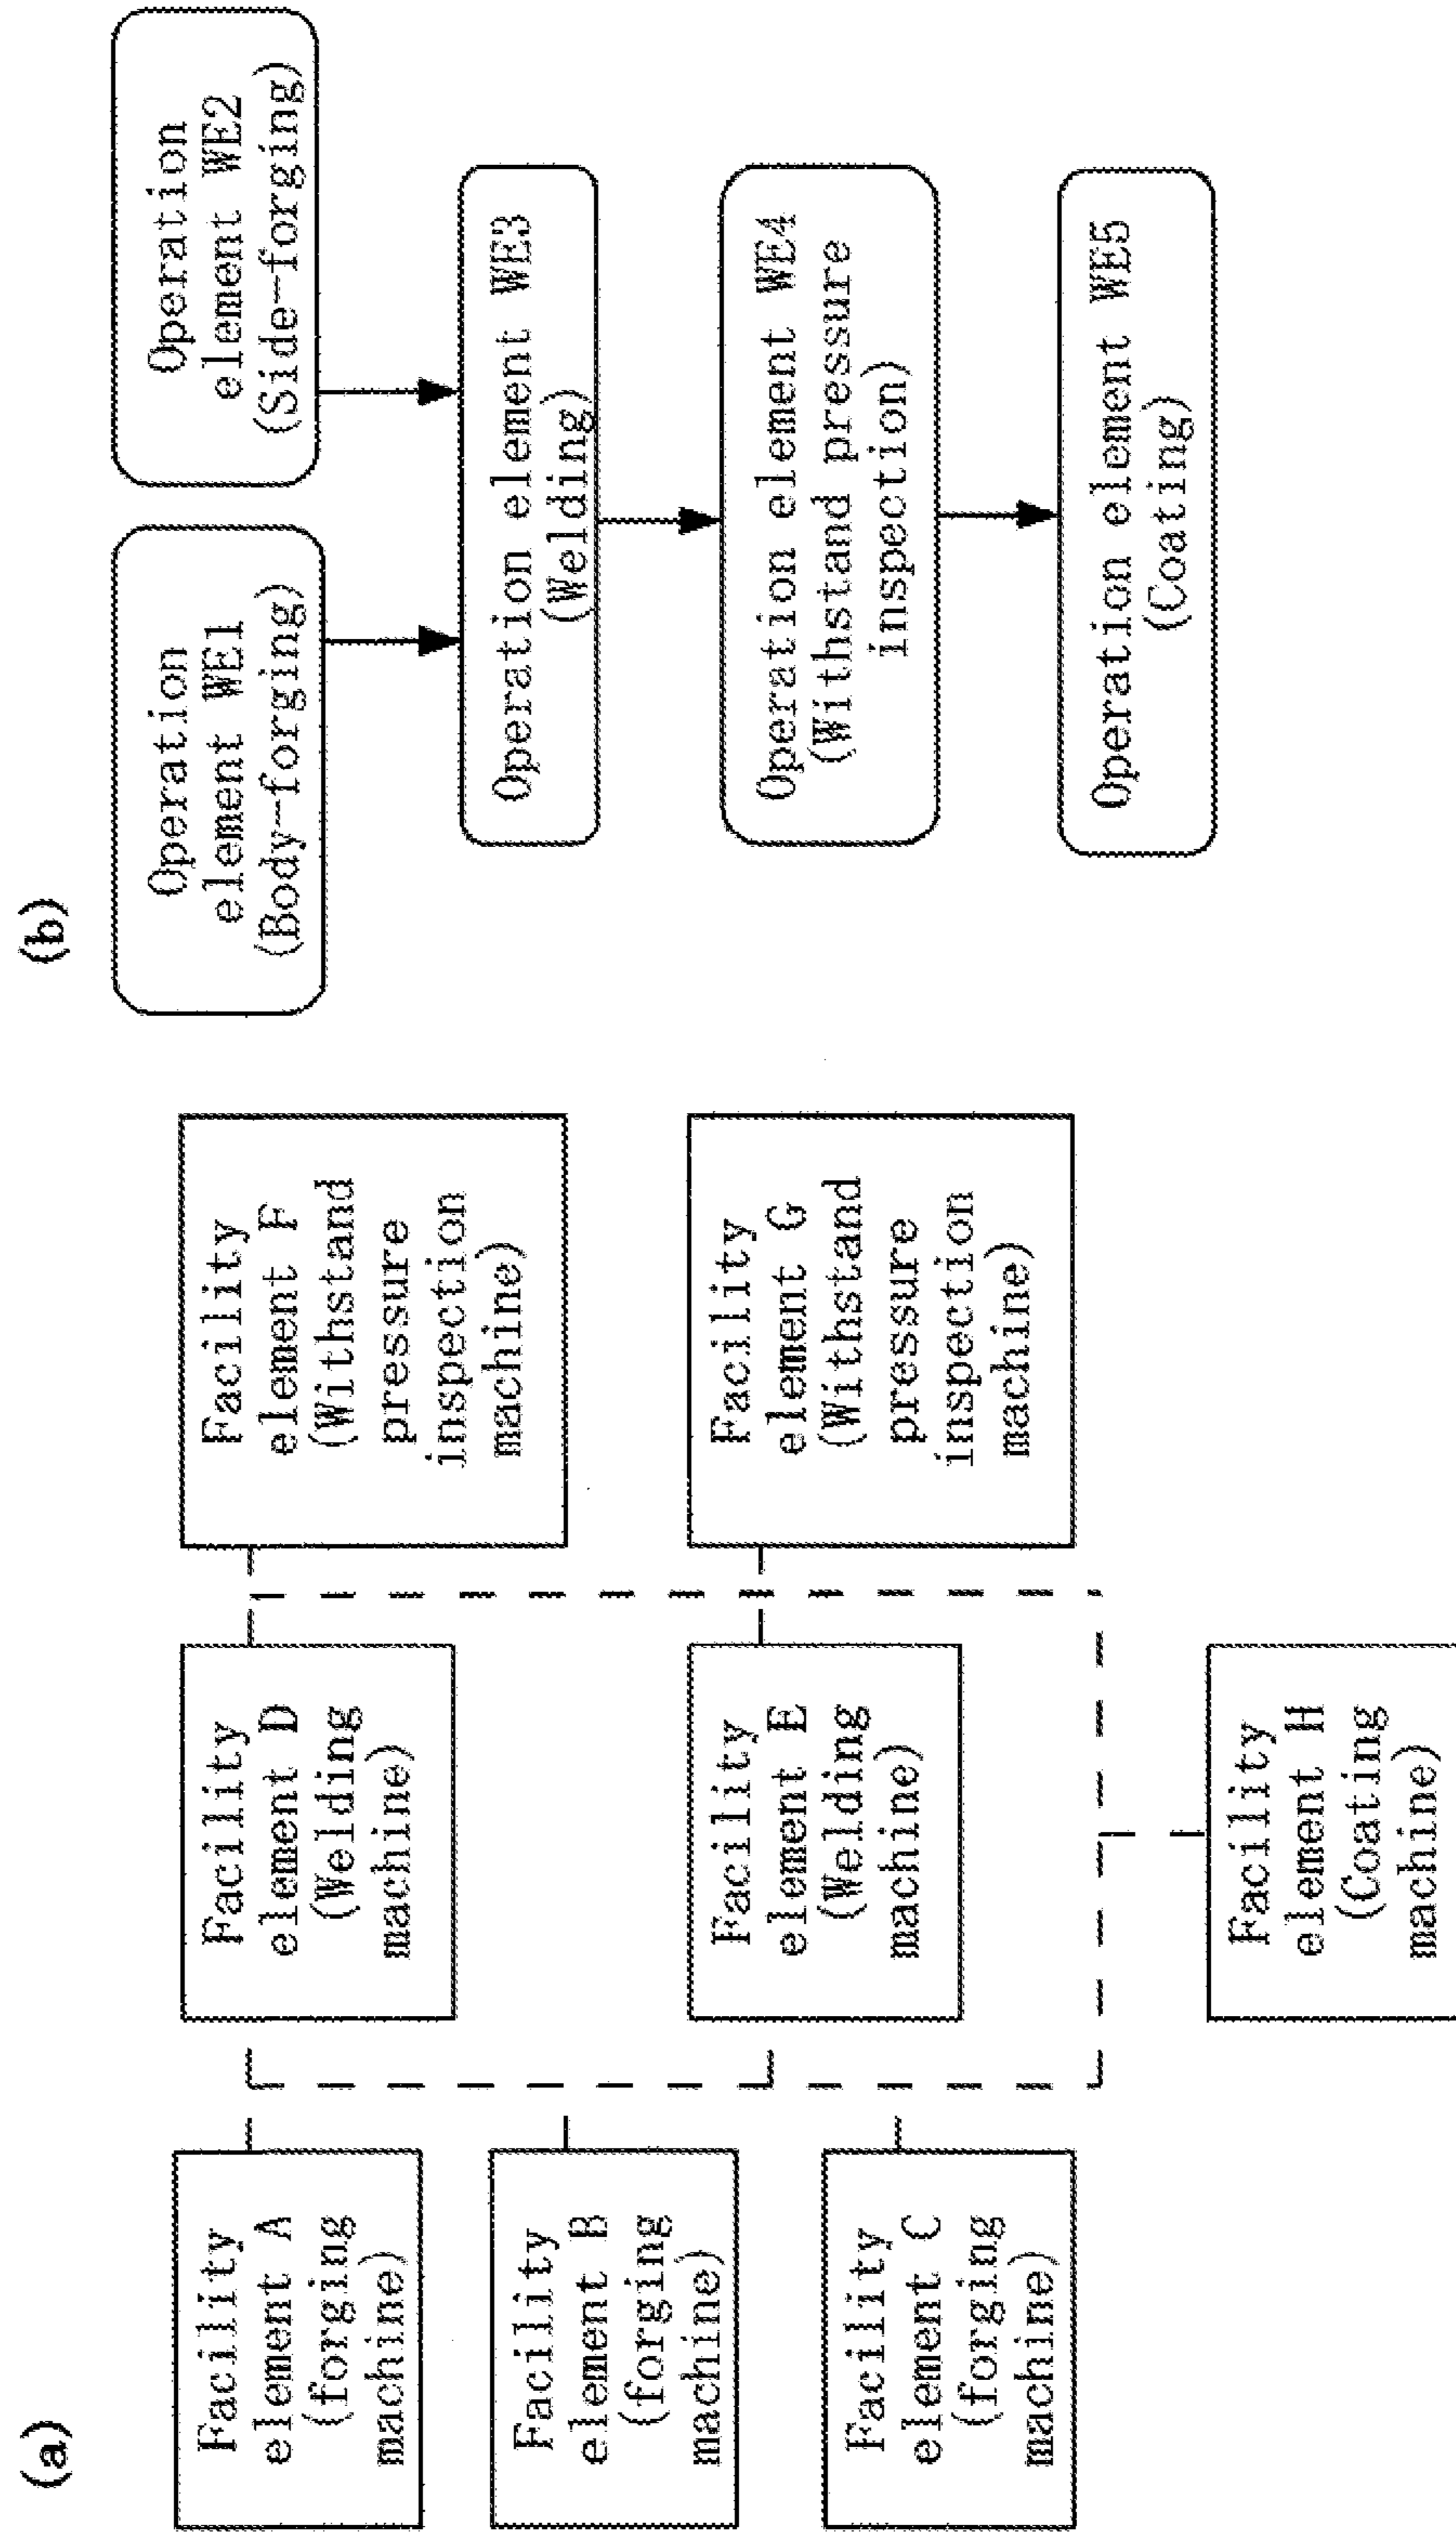 (a)
Facility
element A
(forging
machine)
Facility
element B
(forging
machine)
Facility
element C
(forging
machine)
Facility
element D
(Welding
machine)
Facility
element E
(Welding
machine)
Facility
element F
(Withstand
pressure
inspection
machine)
Facility
element G
(Withstand
pressure
inspection
machine)
Facility
element H
(Coating
machine)
(b)
Operation
element WE1
(Body-forging)
Operation
element WE2
(Side-forging)
Operation element WE3
(Welding)
Operation element WE4
(Withstand pressure
inspection)
Operation element WE5
(Coating)